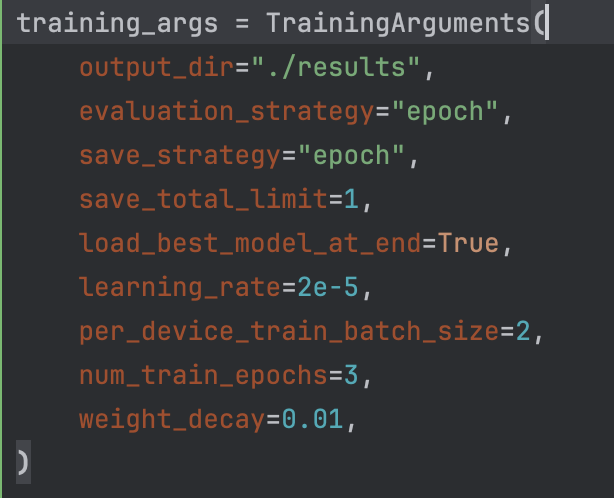 training_args = TrainingArguments(
    output_dir="./results",
    evaluation_strategy="epoch",
    save_strategy="epoch",
    save_total_limit=1,
    load_best_model_at_end=True,
    learning_rate=2e-5,
    per_device_train_batch_size=2,
    num_train_epochs=3,
    weight_decay=0.01,
)